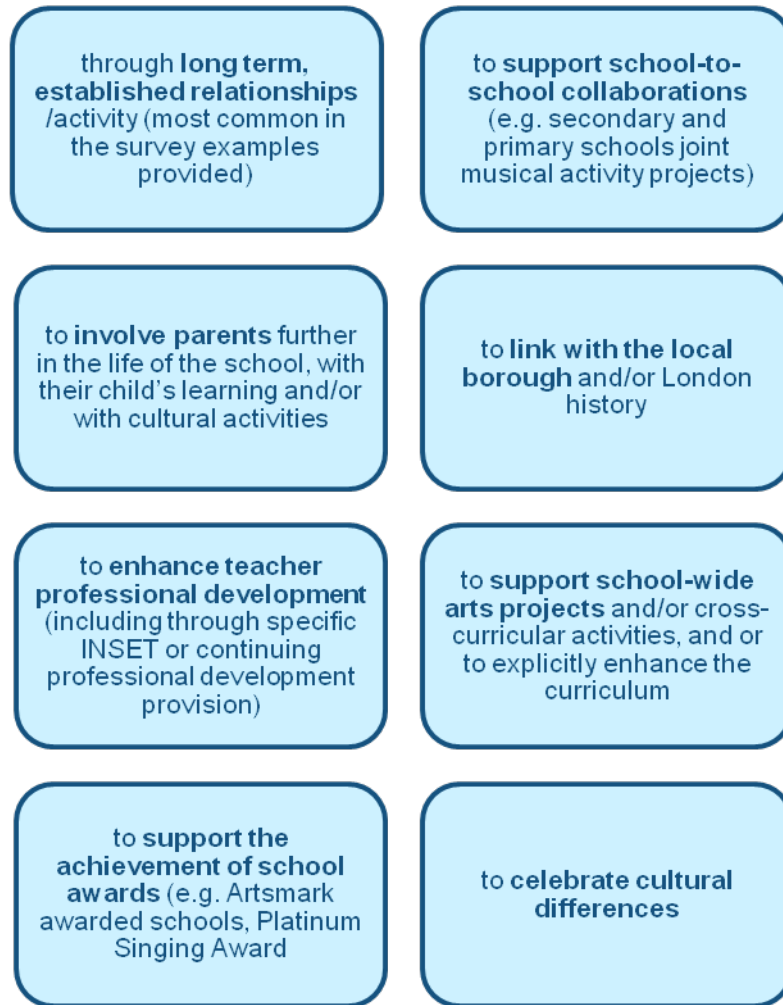 through long term,
established relationships
/activity (most common in
the survey examples
provided)
to support school-to-
school collaborations
(e.g. secondary and
primary schools joint
musical activity projects)
to involve parents further
in the life of the school, with
their child's learning and/or
with cultural activities
to link with the local
borough and/or London
history
to enhance teacher
professional development
(including through specific
INSET or continuing
professional development
provision)
to support school-wide
arts projects and/or cross-
curricular activities, and or
to explicitly enhance the
curriculum
to support the
achievement of school
awards (e.g. Artsmark
awarded schools, Platinum
Singing Award
to celebrate cultural
differences